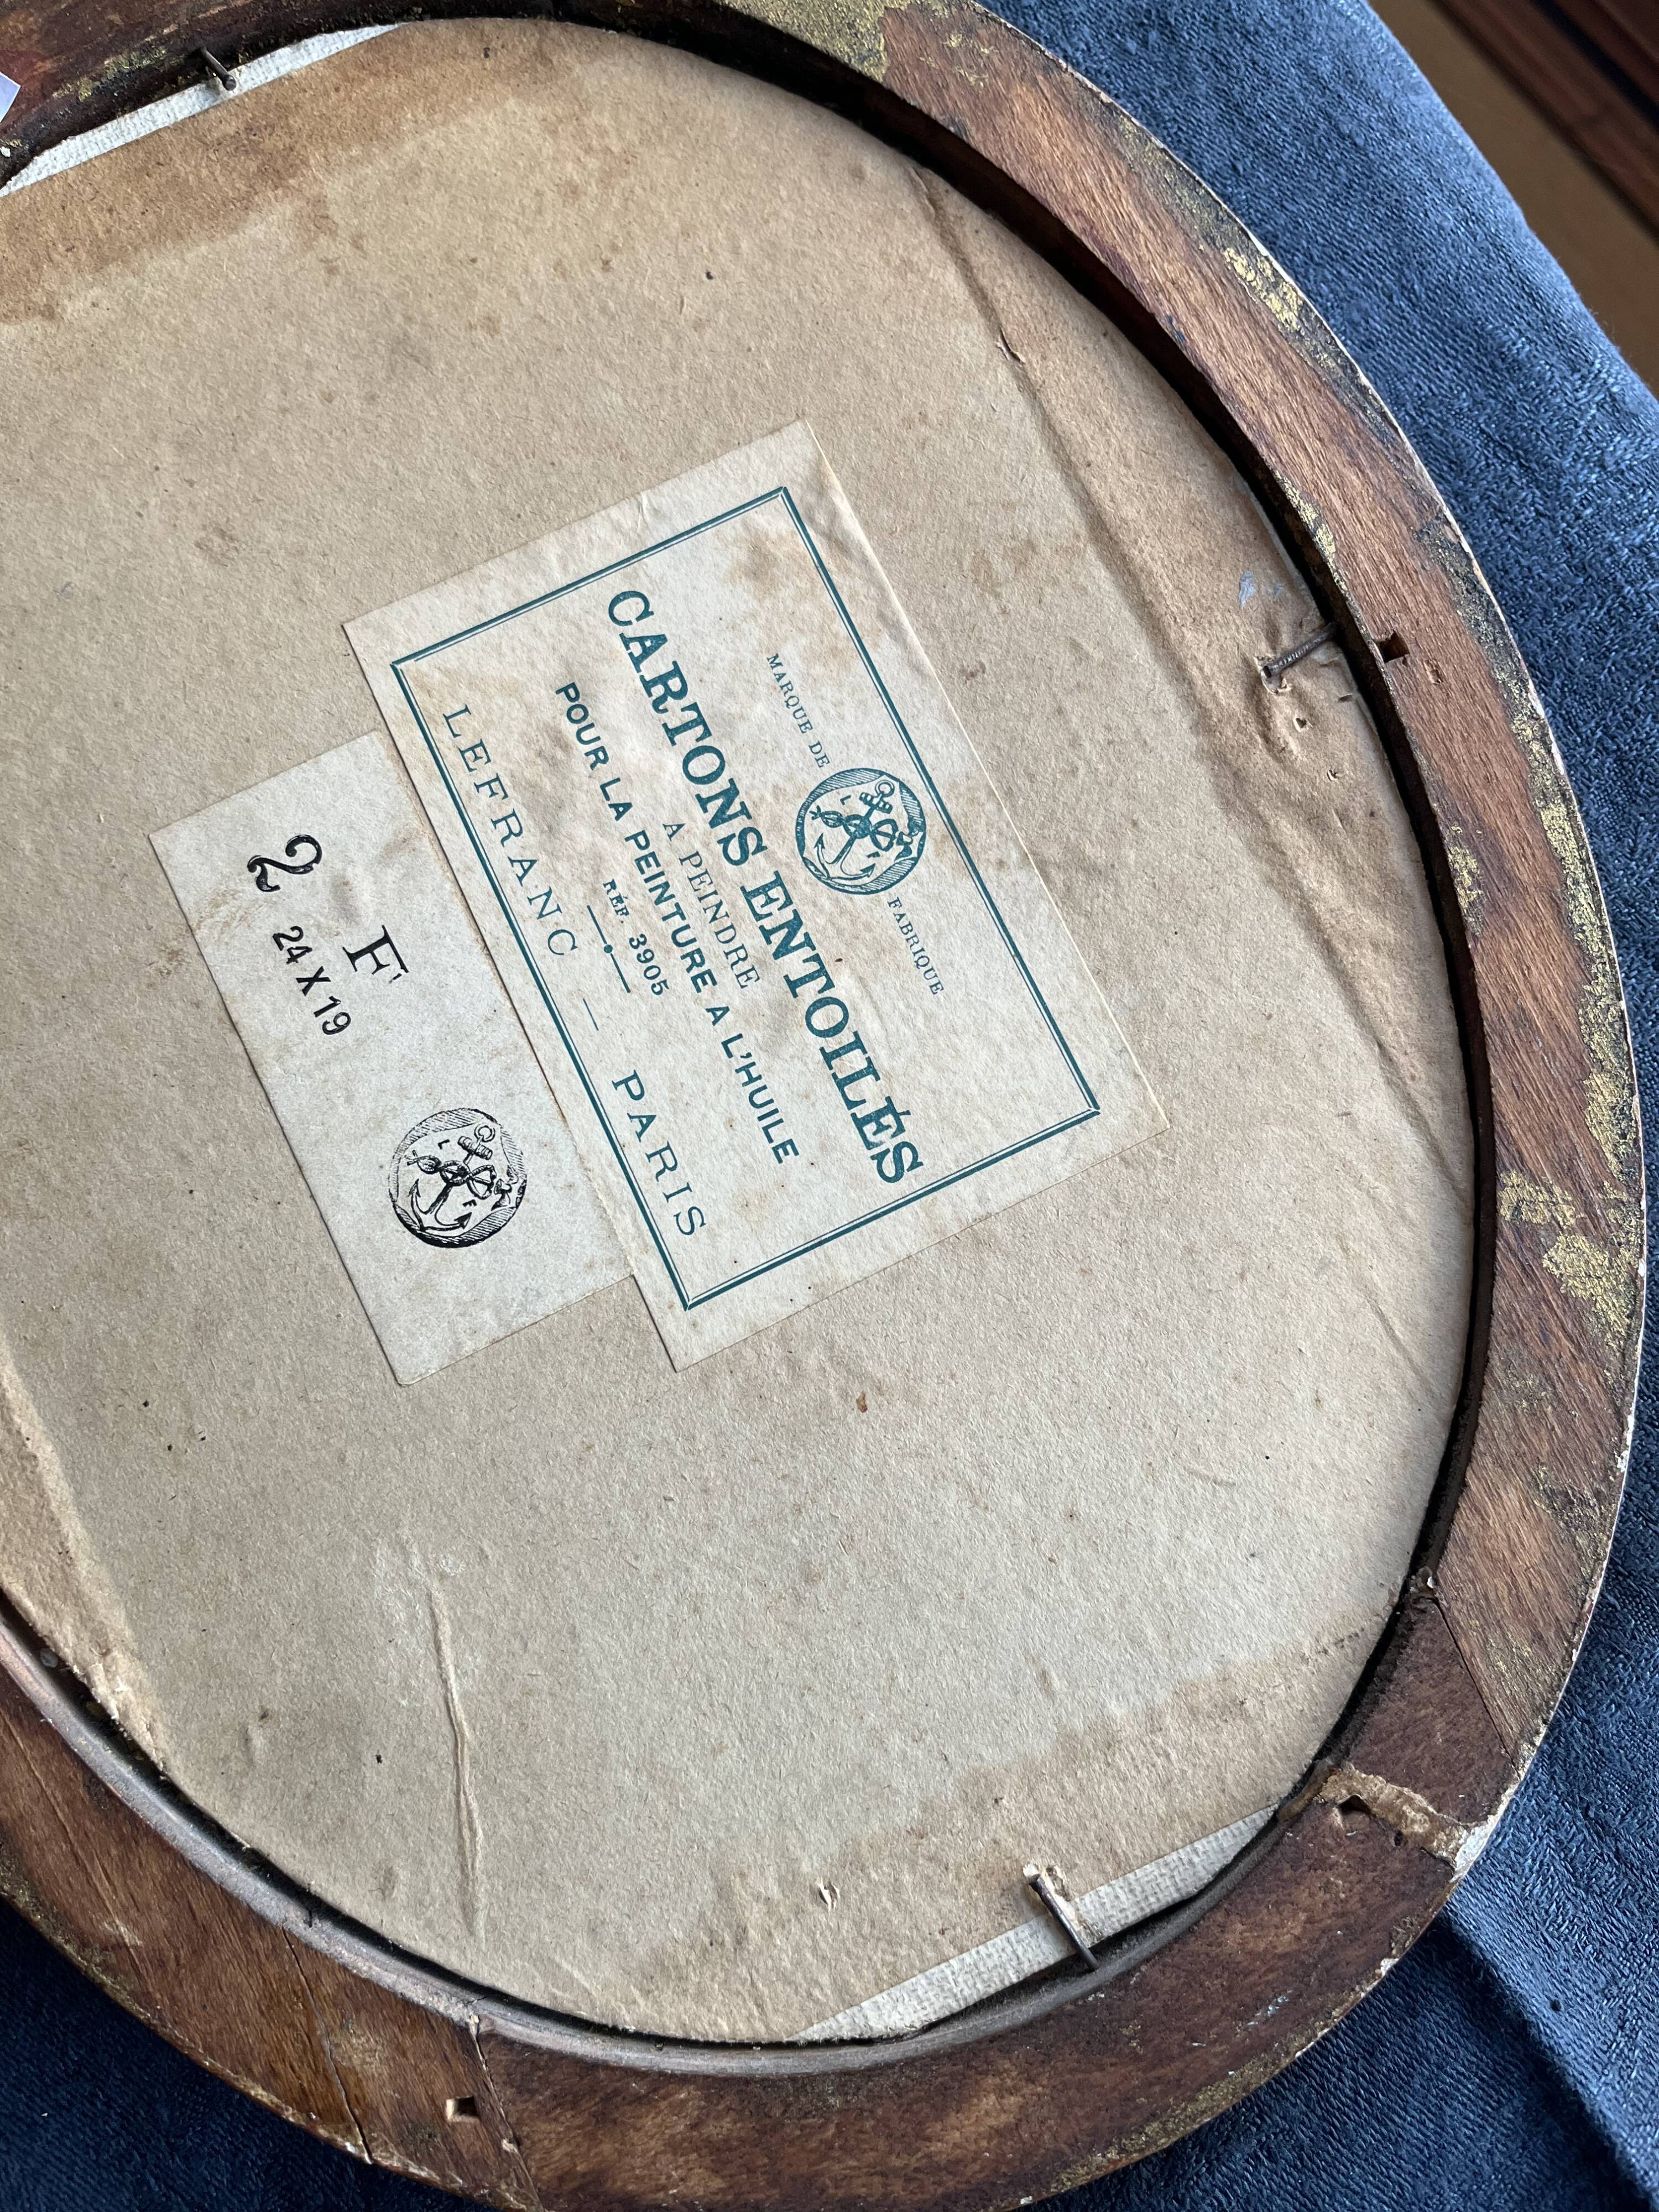 MARQUE DE FABRIQUE
L F
CARTONS ENTOILÉS
A PEINDRE
POUR LA PEINTURE A L'HUILE
RÉF. 3905
LEFRANC — PARIS
2 F
24 X 19
L F